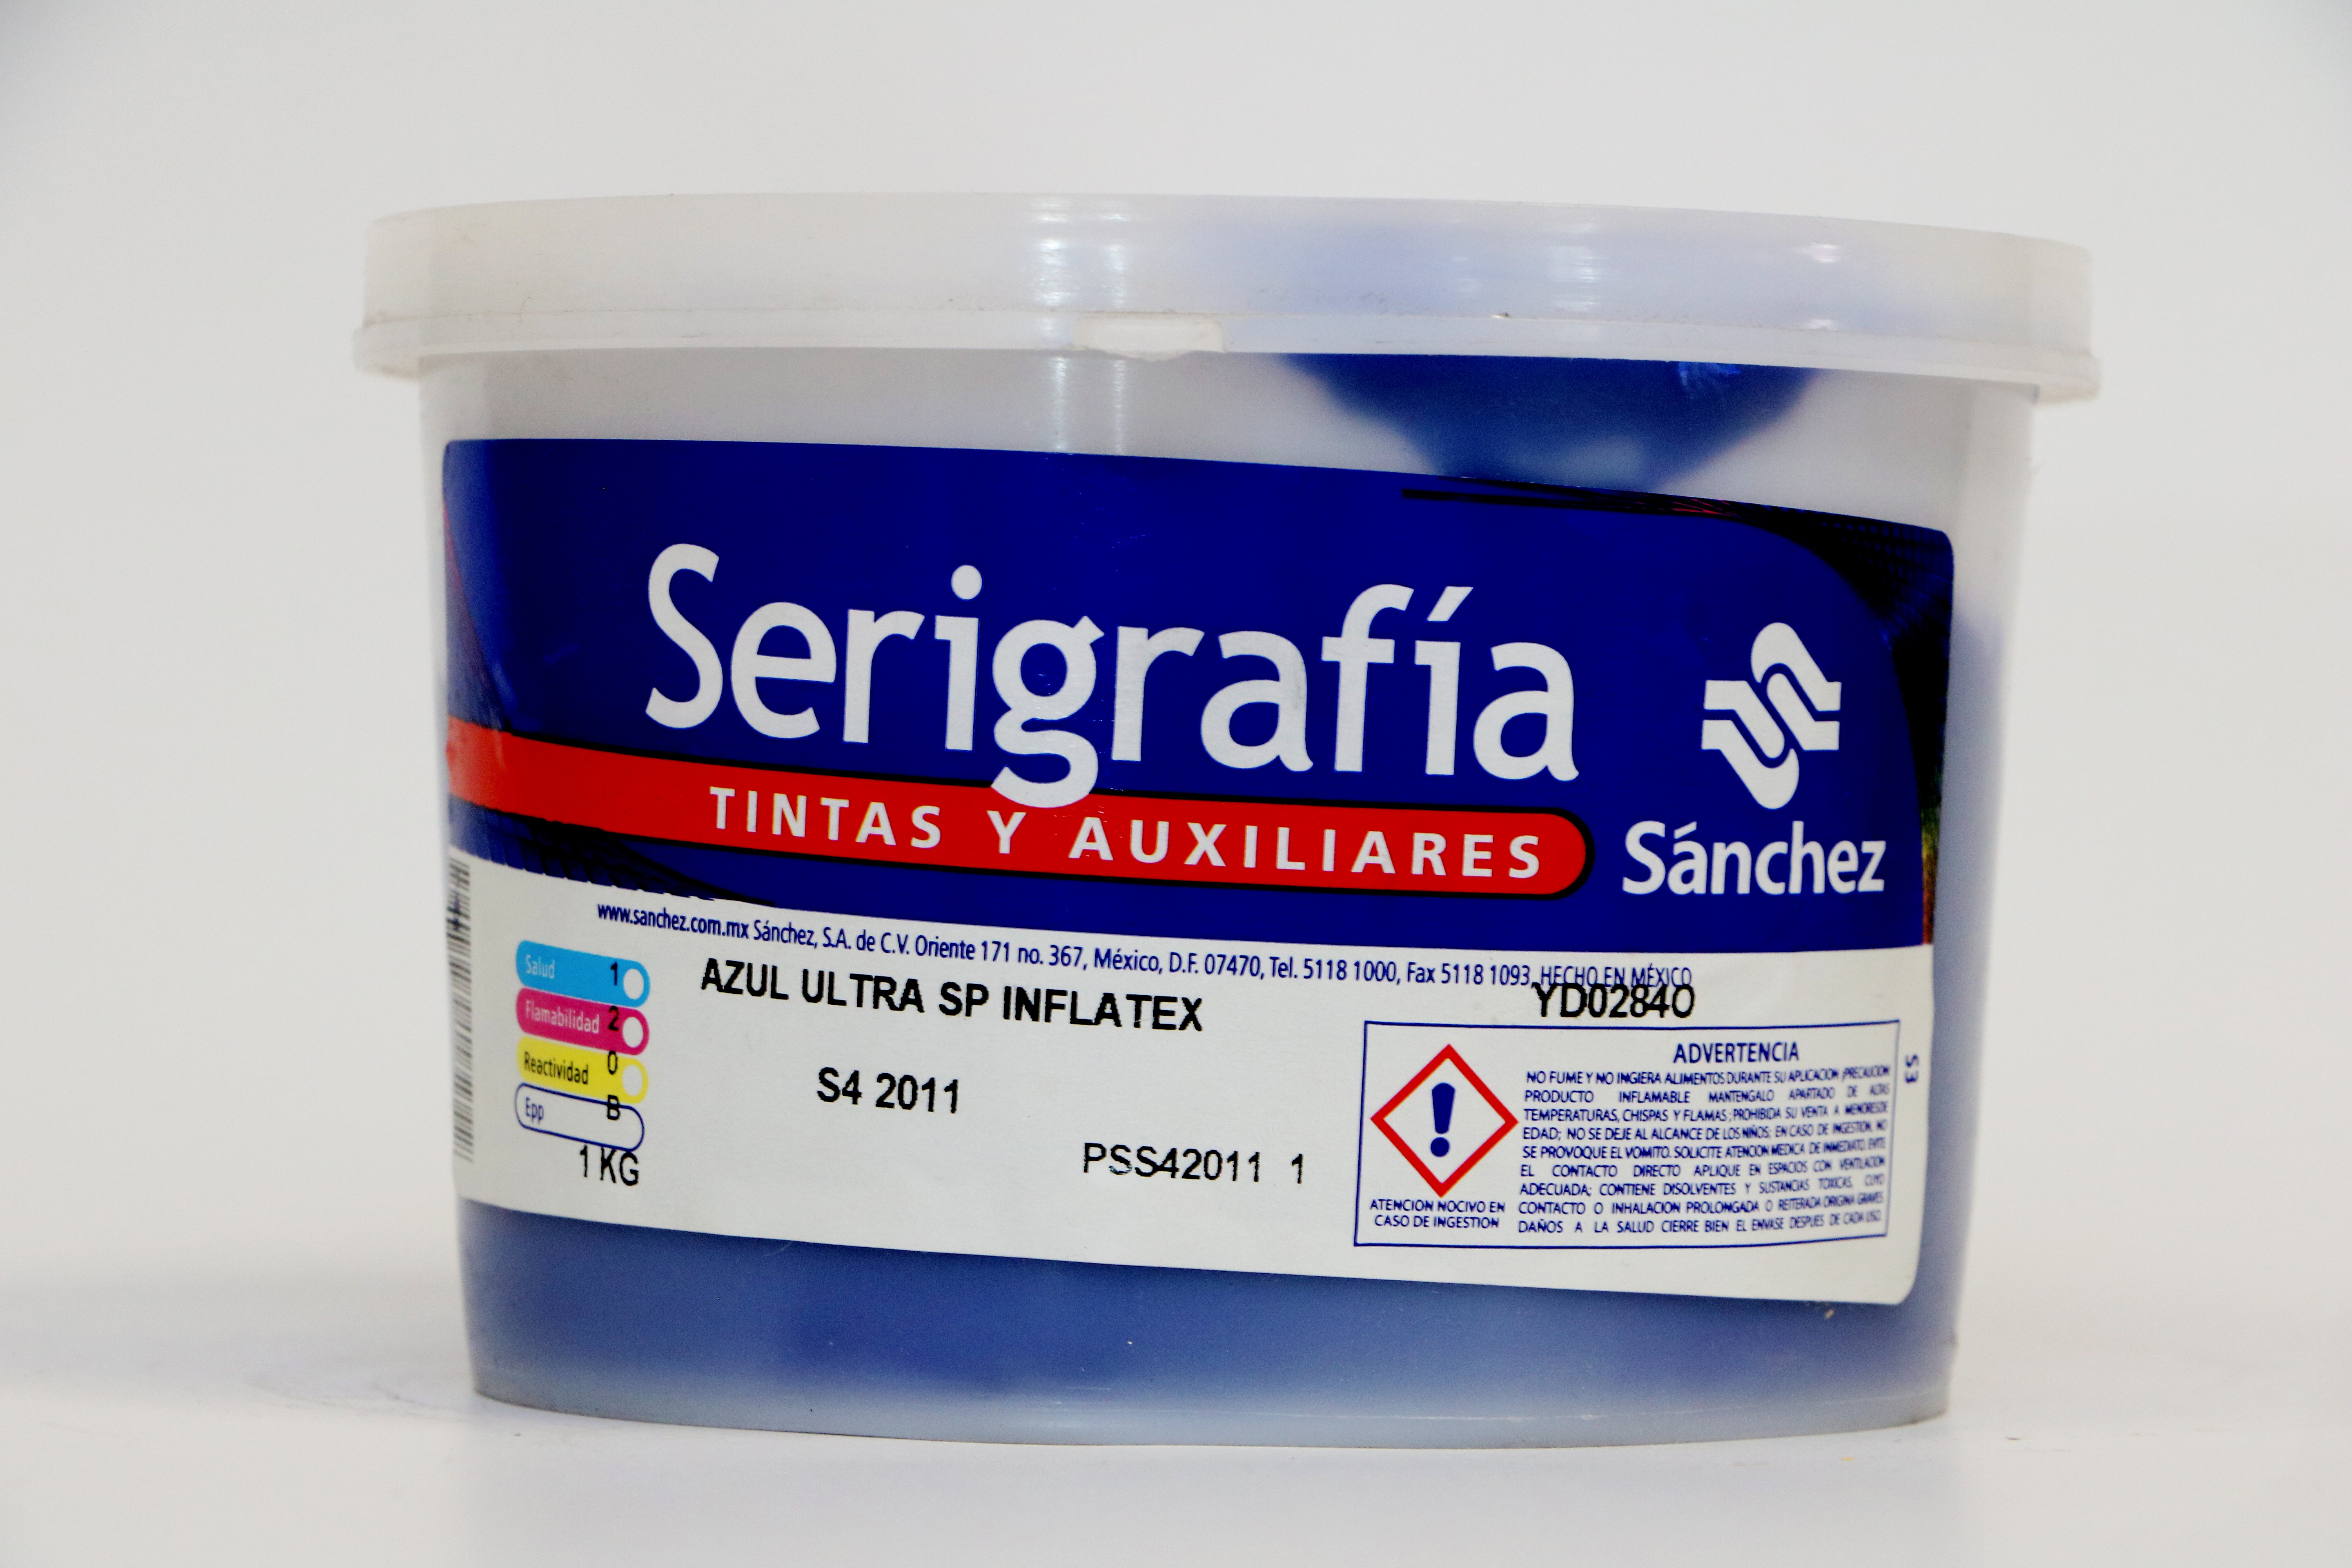 Serigrafía
TINTAS Y AUXILIARES
Sánchez
www.sanchez.com.mx Sánchez, S.A. de C.V. Oriente 171 no. 367, México, D.F. 07470, Tel. 5118 1000, Fax 5118 1093, HECHO EN MÉXICO
Salud 1
Flamabilidad 2
Reactividad 0
Epp B
1 KG
AZUL ULTRA SP INFLATEX
S4 2011
PSS42011 1
YD0284O
ATENCION NOCIVO EN
CASO DE INGESTION
ADVERTENCIA
NO FUME Y NO INGIERA ALIMENTOS DURANTE SU APLICACION ¡PRECAUCION
PRODUCTO INFLAMABLE MANTENGALO APARTADO DE ALTAS
TEMPERATURAS, CHISPAS Y FLAMAS; PROHIBIDA SU VENTA A MENORES DE
EDAD; NO SE DEJE AL ALCANCE DE LOS NIÑOS; EN CASO DE INGESTION, NO
SE PROVOQUE EL VOMITO. SOLICITE ATENCION MEDICA DE INMEDIATO. EVITE
EL CONTACTO DIRECTO APLIQUE EN ESPACIOS CON VENTILACION
ADECUADA; CONTIENE DISOLVENTES Y SUSTANCIAS TOXICAS, CUYO
CONTACTO O INHALACION PROLONGADA O REITERADA ORIGINA GRAVES
DAÑOS A LA SALUD CIERRE BIEN EL ENVASE DESPUES DE CADA USO.